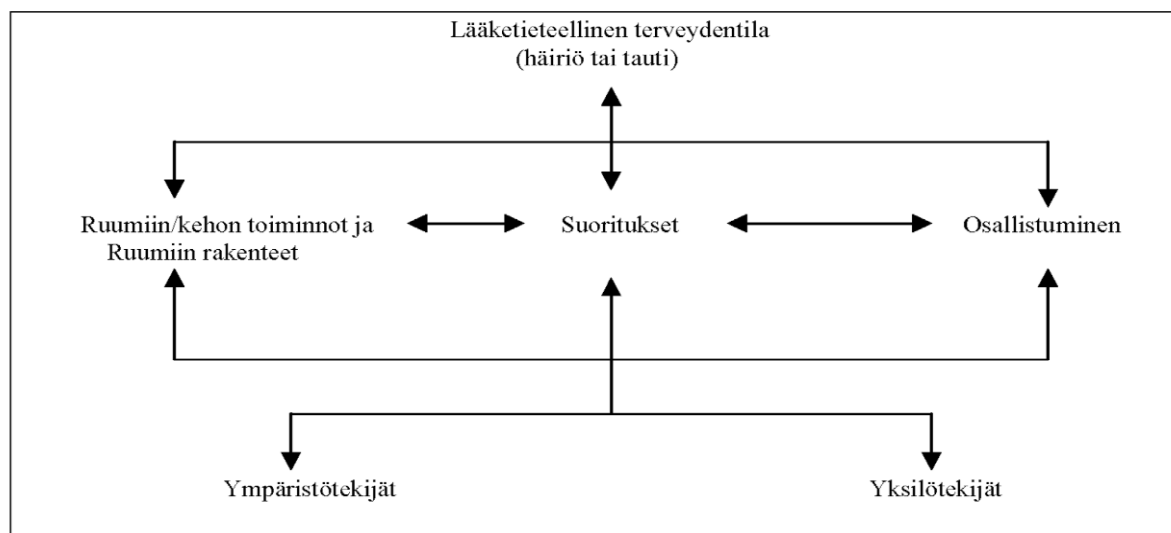 Lääketieteellinen terveydentila
(häiriö tai tauti)
Ruumiin/kehon toiminnot ja
Ruumiin rakenteet
Suoritukset
Osallistuminen
Ympäristötekijät
Yksilötekijät